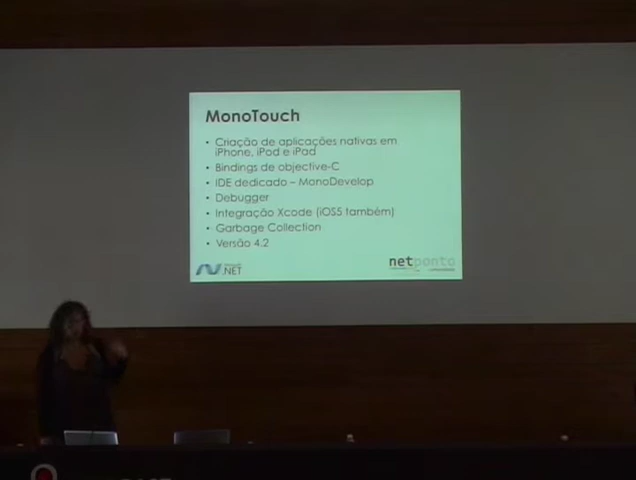 MonoTouch
• Criação de aplicações nativas em
iPhone, iPod e iPad
• Bindings de objective-C
• IDE dedicado – MonoDevelop
• Debugger
• Integração Xcode (iOS5 também)
• Garbage Collection
• Versão 4.2
.NET
netponto